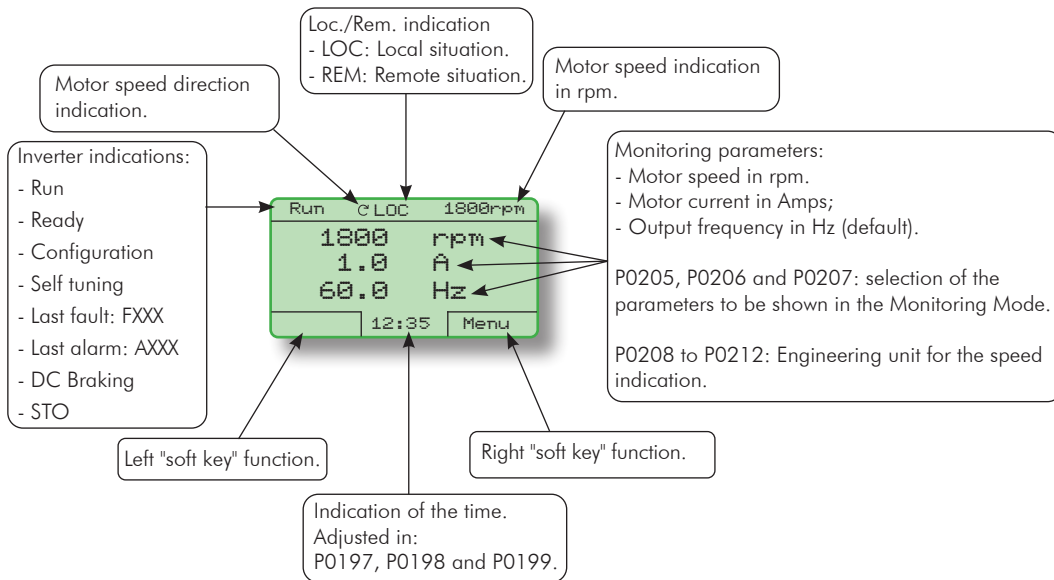 Loc./Rem. indication
- LOC: Local situation.
- REM: Remote situation.
Motor speed direction
indication.
Motor speed indication
in rpm.
Inverter indications:
- Run
- Ready
- Configuration
- Self tuning
- Last fault: FXXX
- Last alarm: AXXX
- DC Braking
- STO
Run ↻ LOC 1800rpm
1800 rpm
1.0 A
60.0 Hz
12:35 Menu
Monitoring parameters:
- Motor speed in rpm.
- Motor current in Amps;
- Output frequency in Hz (default).
P0205, P0206 and P0207: selection of the
parameters to be shown in the Monitoring Mode.
P0208 to P0212: Engineering unit for the speed
indication.
Left "soft key" function.
Right "soft key" function.
Indication of the time.
Adjusted in:
P0197, P0198 and P0199.